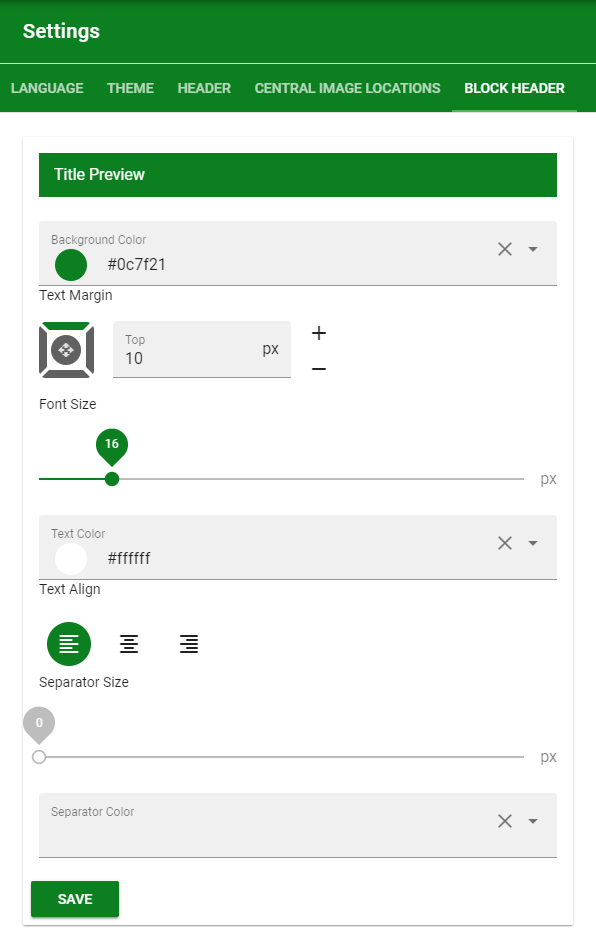 Settings
LANGUAGE THEME HEADER CENTRAL IMAGE LOCATIONS BLOCK HEADER
Title Preview
Background Color
#0c7f21
Text Margin
Top
10 px
Font Size
16
px
Text Color
#ffffff
Text Align
Separator Size
0
px
Separator Color
SAVE